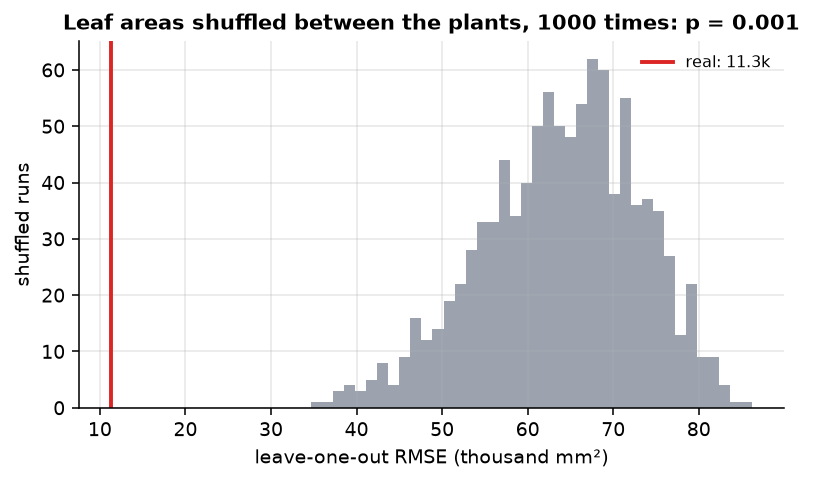 Leaf areas shuffled between the plants, 1000 times: p = 0.001
real: 11.3k
shuffled runs
60
50
40
30
20
10
0
10 20 30 40 50 60 70 80
leave-one-out RMSE (thousand mm²)